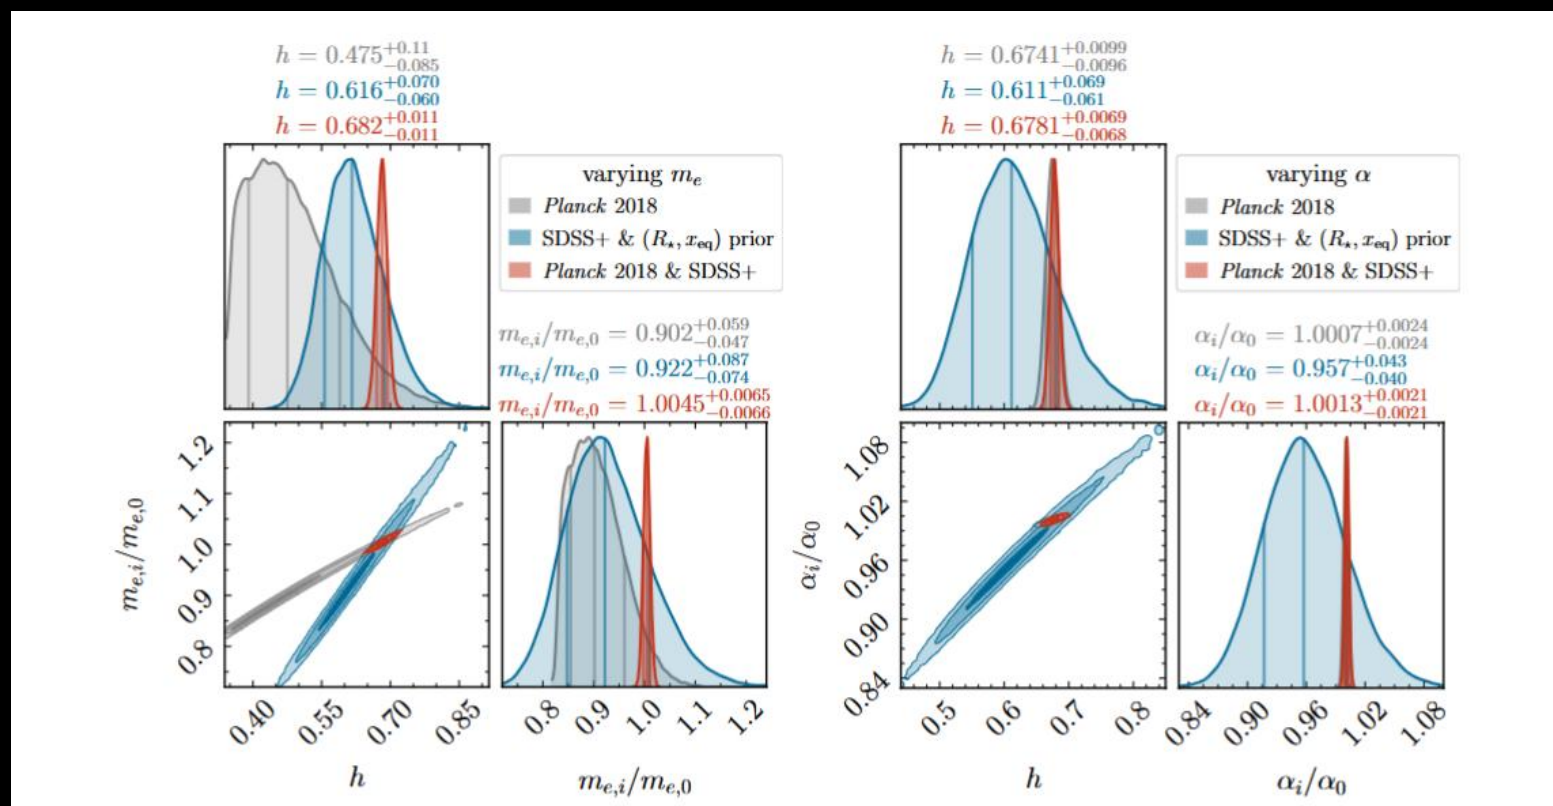 h = 0.475^{+0.11}_{-0.085}
h = 0.616^{+0.070}_{-0.060}
h = 0.682^{+0.011}_{-0.011}
varying m_e
Planck 2018
SDSS+ & (R_⋆, x_eq) prior
Planck 2018 & SDSS+
m_{e,i}/m_{e,0} = 0.902^{+0.059}_{-0.047}
m_{e,i}/m_{e,0} = 0.922^{+0.087}_{-0.074}
m_{e,i}/m_{e,0} = 1.0045^{+0.0065}_{-0.0066}
m_{e,i}/m_{e,0}
1.2
1.1
1.0
0.9
0.8
0.40 0.55 0.70 0.85
h
0.8 0.9 1.0 1.1 1.2
m_{e,i}/m_{e,0}
h = 0.6741^{+0.0099}_{-0.0096}
h = 0.611^{+0.069}_{-0.061}
h = 0.6781^{+0.0069}_{-0.0068}
varying α
Planck 2018
SDSS+ & (R_⋆, x_eq) prior
Planck 2018 & SDSS+
α_i/α_0 = 1.0007^{+0.0024}_{-0.0024}
α_i/α_0 = 0.957^{+0.043}_{-0.040}
α_i/α_0 = 1.0013^{+0.0021}_{-0.0021}
α_i/α_0
1.08
1.02
0.96
0.90
0.84
0.5 0.6 0.7 0.8
h
0.84 0.90 0.96 1.02 1.08
α_i/α_0